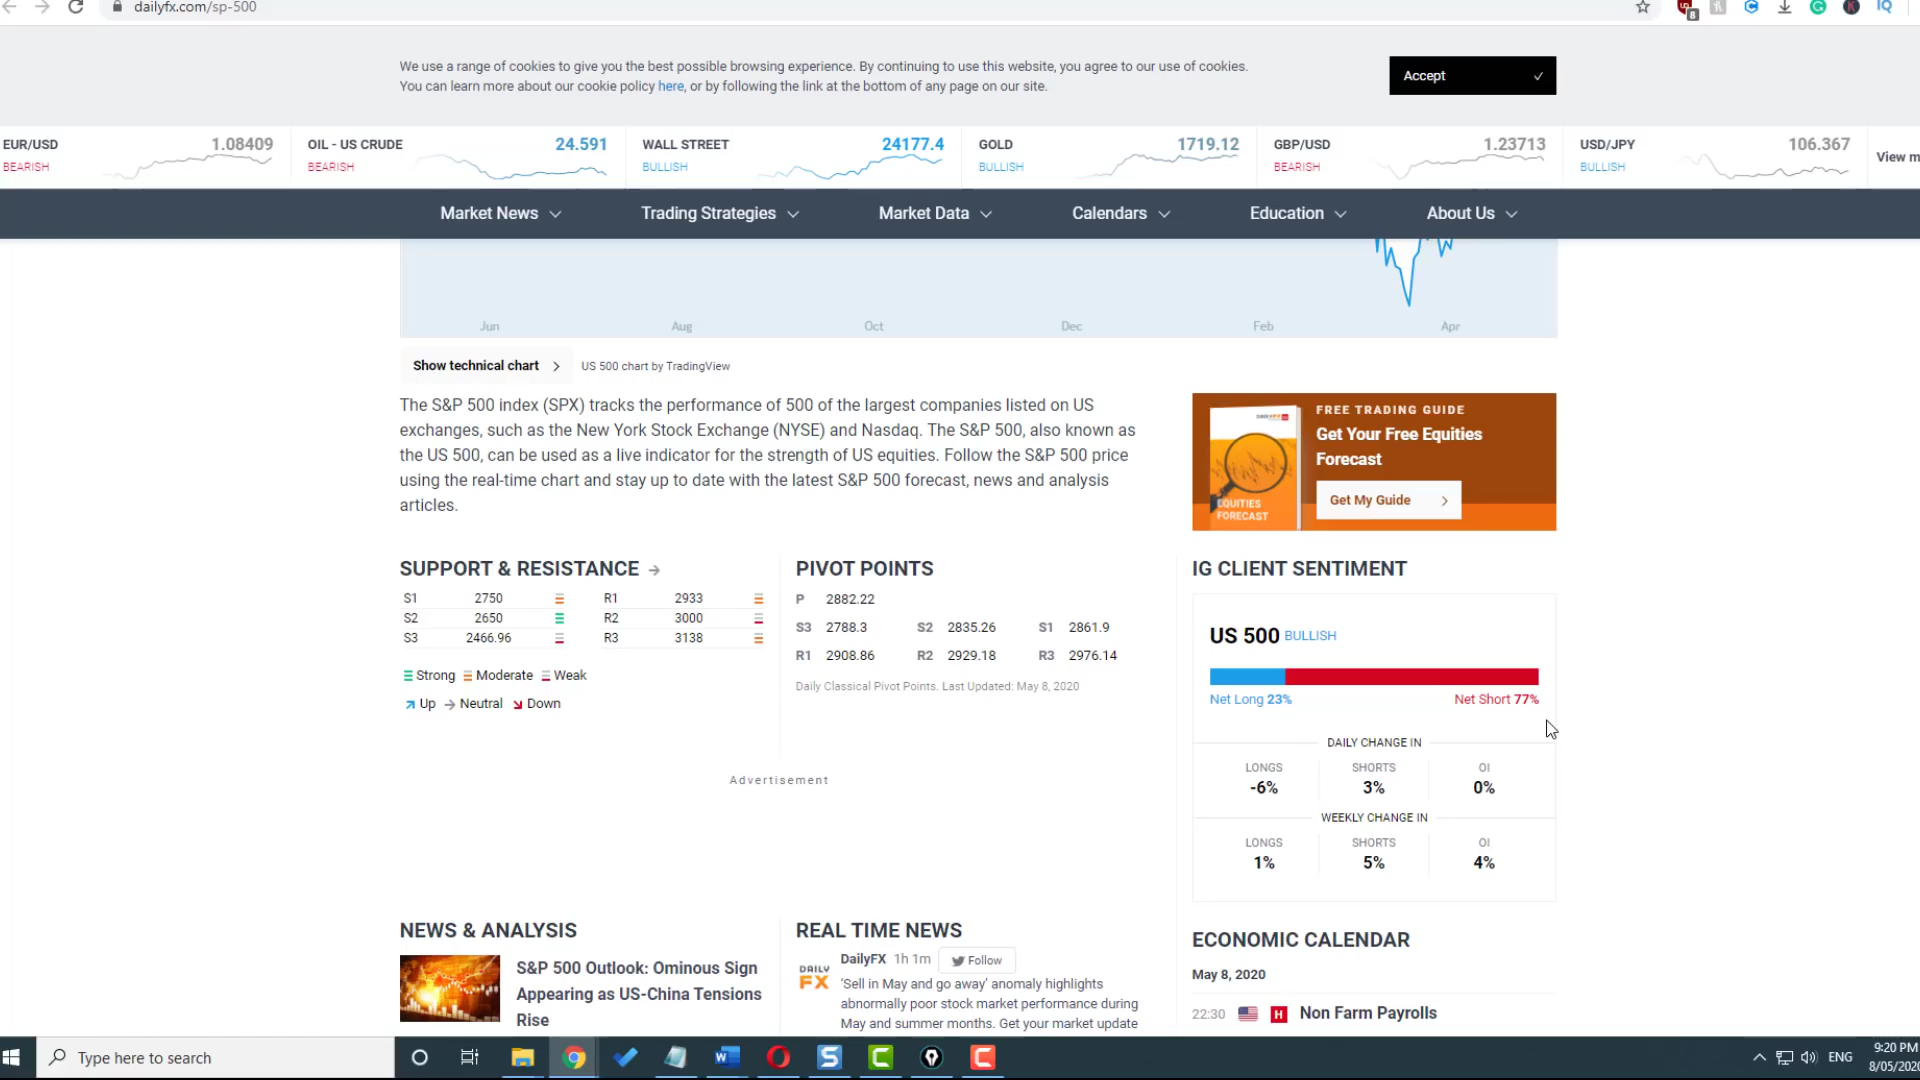 dailyfx.com/sp-500
8
IQ
We use a range of cookies to give you the best possible browsing experience. By continuing to use this website, you agree to our use of cookies.
You can learn more about our cookie policy here, or by following the link at the bottom of any page on our site.
Accept
EUR/USD 1.08409 OIL - US CRUDE 24.591 WALL STREET 24177.4 GOLD 1719.12 GBP/USD 1.23713 USD/JPY 106.367
BEARISH BEARISH BULLISH BULLISH BEARISH BULLISH View m
Market News Trading Strategies Market Data Calendars Education About Us
Jun Aug Oct Dec Feb Apr
Show technical chart US 500 chart by TradingView
The S&P 500 index (SPX) tracks the performance of 500 of the largest companies listed on US
exchanges, such as the New York Stock Exchange (NYSE) and Nasdaq. The S&P 500, also known as
the US 500, can be used as a live indicator for the strength of US equities. Follow the S&P 500 price
using the real-time chart and stay up to date with the latest S&P 500 forecast, news and analysis
articles.
FREE TRADING GUIDE
Get Your Free Equities
Forecast
Get My Guide
EQUITIES
FORECAST
SUPPORT & RESISTANCE
S1 2750 R1 2933
S2 2650 R2 3000
S3 2466.96 R3 3138
Strong Moderate Weak
Up Neutral Down
PIVOT POINTS
P 2882.22
S3 2788.3 S2 2835.26 S1 2861.9
R1 2908.86 R2 2929.18 R3 2976.14
Daily Classical Pivot Points. Last Updated: May 8, 2020
IG CLIENT SENTIMENT
US 500 BULLISH
Net Long 23% Net Short 77%
DAILY CHANGE IN
LONGS SHORTS OI
-6% 3% 0%
WEEKLY CHANGE IN
LONGS SHORTS OI
1% 5% 4%
Advertisement
NEWS & ANALYSIS
S&P 500 Outlook: Ominous Sign
Appearing as US-China Tensions
Rise
REAL TIME NEWS
DAILY
FX
DailyFX 1h 1m Follow
'Sell in May and go away' anomaly highlights
abnormally poor stock market performance during
May and summer months. Get your market update
ECONOMIC CALENDAR
May 8, 2020
22:30 H Non Farm Payrolls
Type here to search
ENG
9:20 PM
8/05/2020